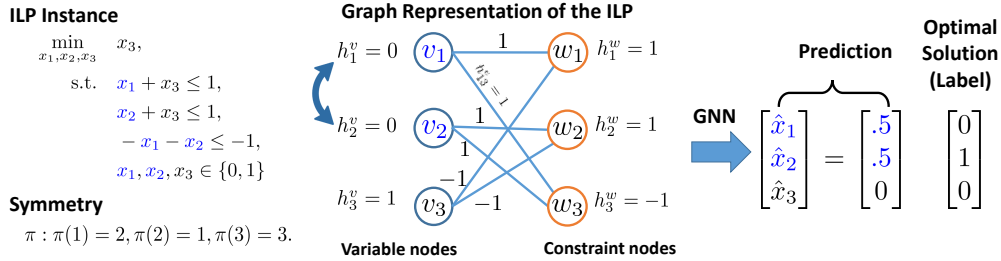 ILP Instance
min x₁,x₂,x₃ x₃,
s.t. x₁ + x₃ ≤ 1,
x₂ + x₃ ≤ 1,
− x₁ − x₂ ≤ −1,
x₁, x₂, x₃ ∈ {0, 1}
Symmetry
π : π(1) = 2, π(2) = 1, π(3) = 3.
Graph Representation of the ILP
h₁ᵛ = 0 v₁ 1 w₁ h₁ʷ = 1
h₁₃ᵉ = 1
h₂ᵛ = 0 v₂ 1 w₂ h₂ʷ = 1
1
−1
h₃ᵛ = 1 v₃ −1 w₃ h₃ʷ = −1
Variable nodes Constraint nodes
GNN
Prediction
Optimal
Solution
(Label)
x̂₁ .5 0
x̂₂ = .5 1
x̂₃ 0 0